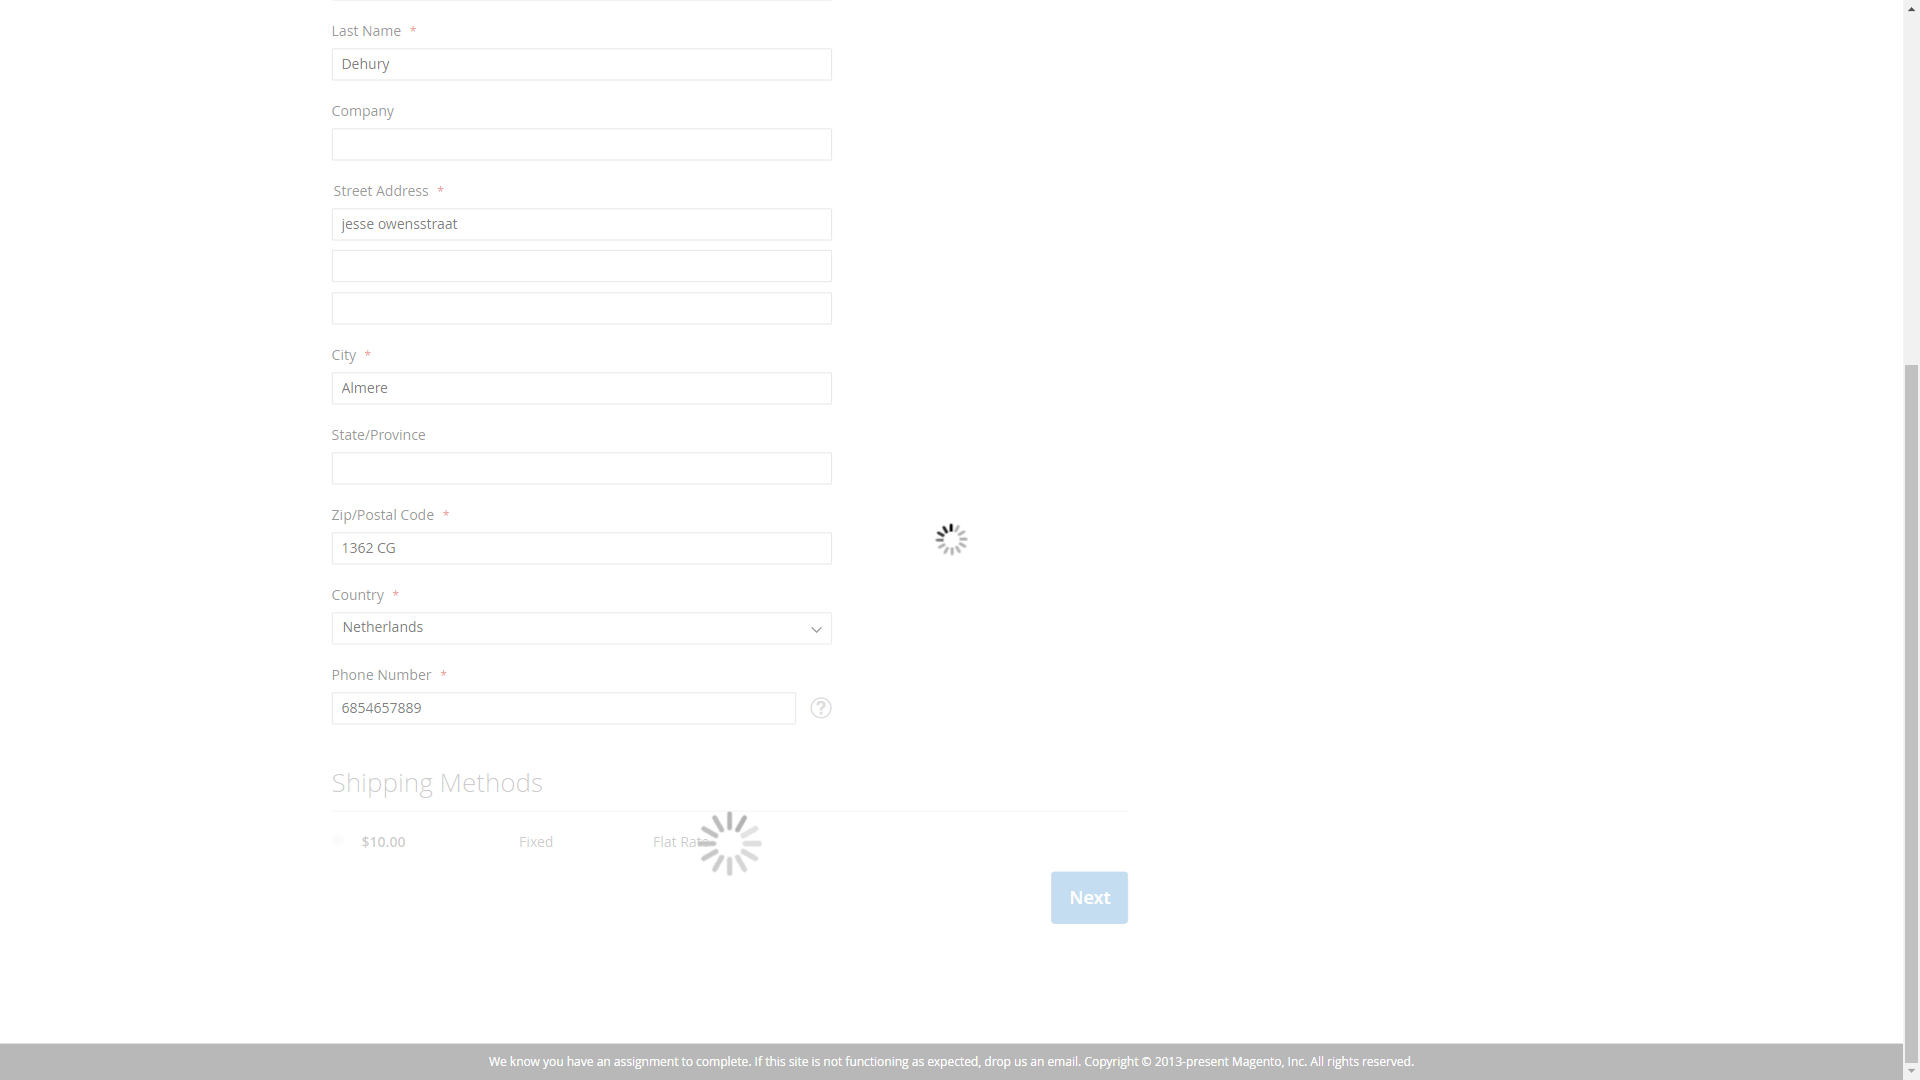 Last Name *
Dehury
Company
Street Address *
jesse owensstraat
City *
Almere
State/Province
Zip/Postal Code *
1362 CG
Country *
Netherlands
Phone Number *
6854657889
?
Shipping Methods
$10.00 Fixed Flat Rate
Next
We know you have an assignment to complete. If this site is not functioning as expected, drop us an email. Copyright © 2013-present Magento, Inc. All rights reserved.